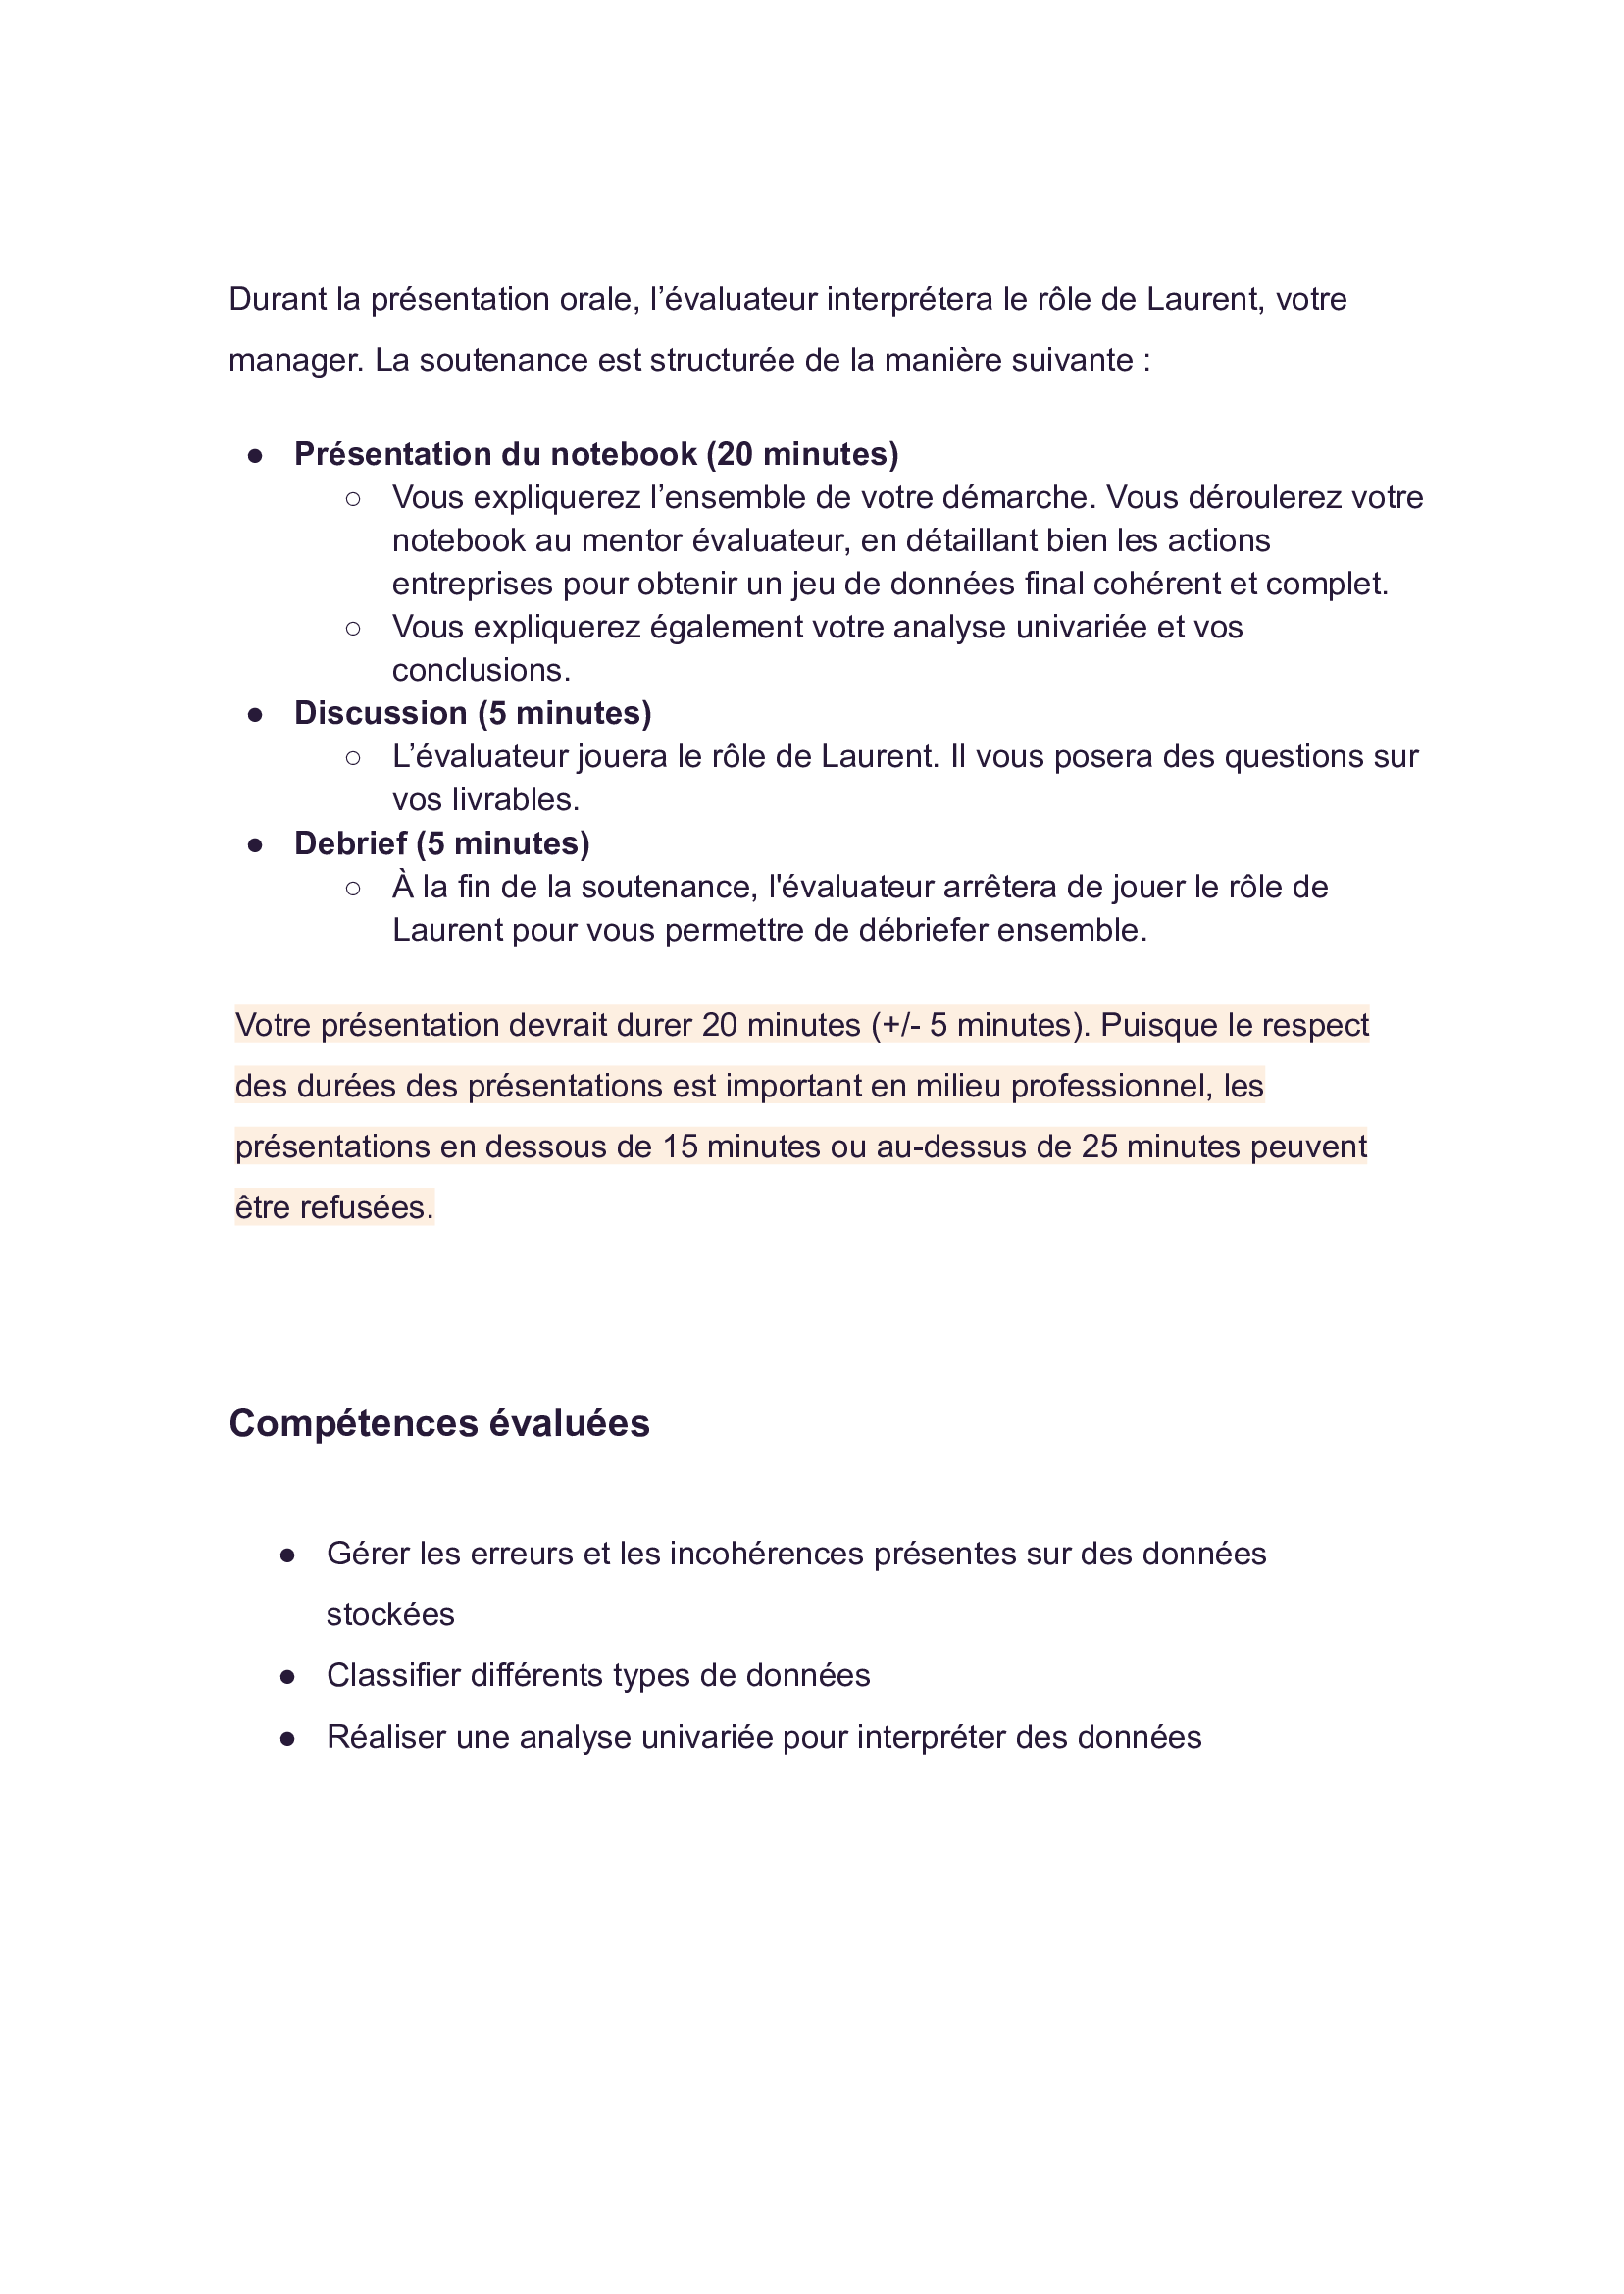 Durant la présentation orale, l’évaluateur interprétera le rôle de Laurent, votre
manager. La soutenance est structurée de la manière suivante :
● Présentation du notebook (20 minutes)
○ Vous expliquerez l’ensemble de votre démarche. Vous déroulerez votre
notebook au mentor évaluateur, en détaillant bien les actions
entreprises pour obtenir un jeu de données final cohérent et complet.
○ Vous expliquerez également votre analyse univariée et vos
conclusions.
● Discussion (5 minutes)
○ L’évaluateur jouera le rôle de Laurent. Il vous posera des questions sur
vos livrables.
● Debrief (5 minutes)
○ À la fin de la soutenance, l'évaluateur arrêtera de jouer le rôle de
Laurent pour vous permettre de débriefer ensemble.
Votre présentation devrait durer 20 minutes (+/- 5 minutes). Puisque le respect
des durées des présentations est important en milieu professionnel, les
présentations en dessous de 15 minutes ou au-dessus de 25 minutes peuvent
être refusées.
Compétences évaluées
● Gérer les erreurs et les incohérences présentes sur des données
stockées
● Classifier différents types de données
● Réaliser une analyse univariée pour interpréter des données